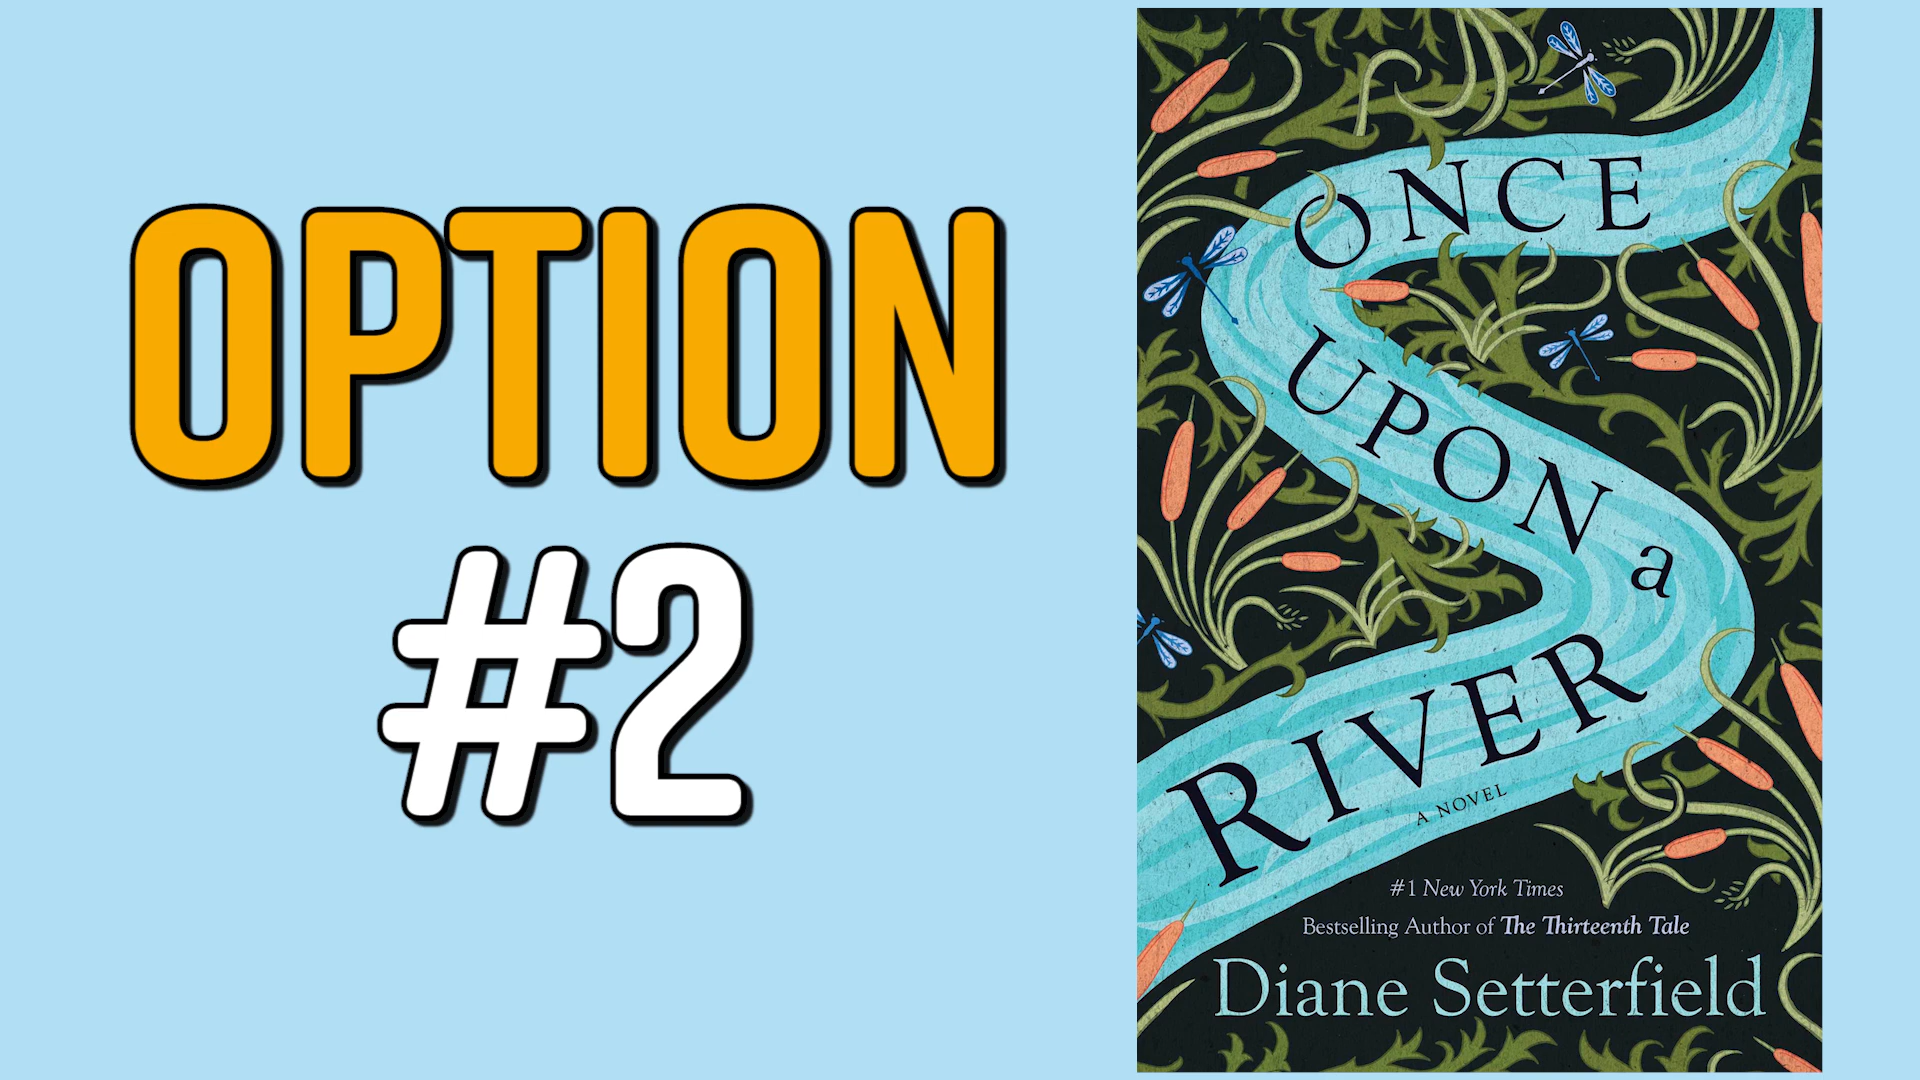 OPTION
#2
ONCE
UPON a
RIVER
A NOVEL
#1 New York Times
Bestselling Author of The Thirteenth Tale
Diane Setterfield